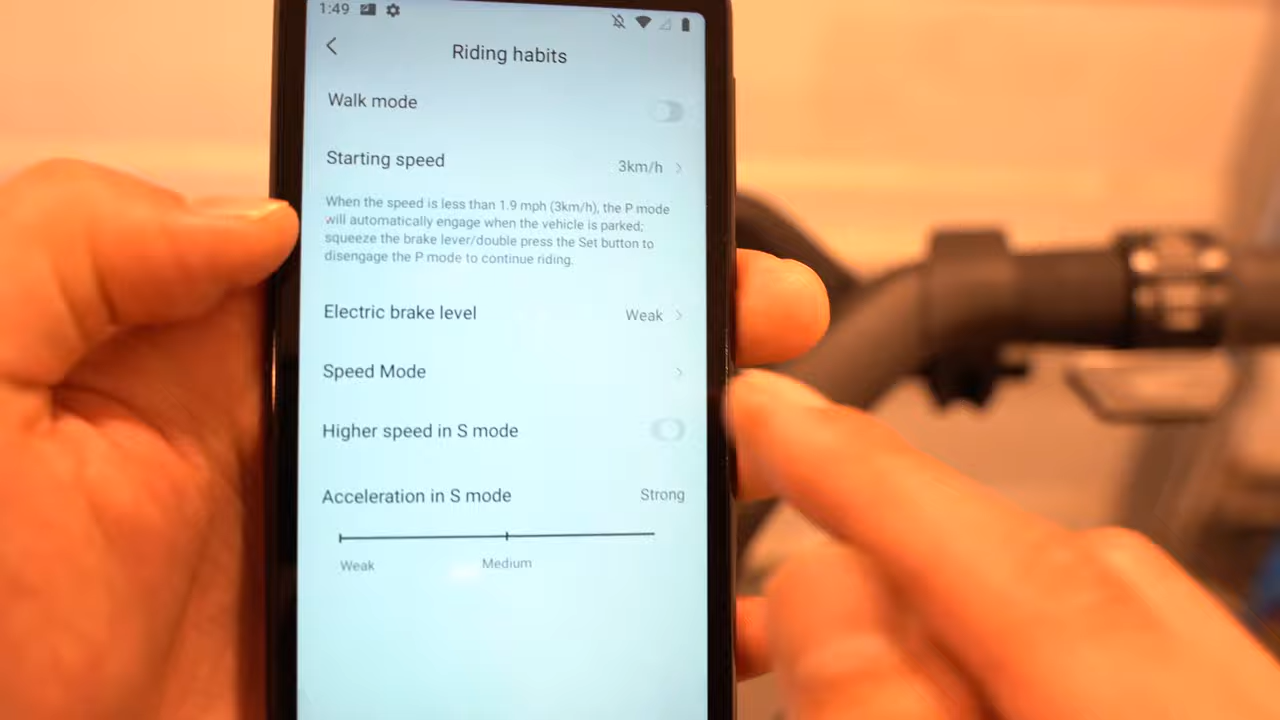 1:49
Riding habits
Walk mode
Starting speed
3km/h
When the speed is less than 1.9 mph (3km/h), the P mode
will automatically engage when the vehicle is parked;
squeeze the brake lever/double press the Set button to
disengage the P mode to continue riding.
Electric brake level
Weak
Speed Mode
Higher speed in S mode
Acceleration in S mode
Strong
Weak
Medium